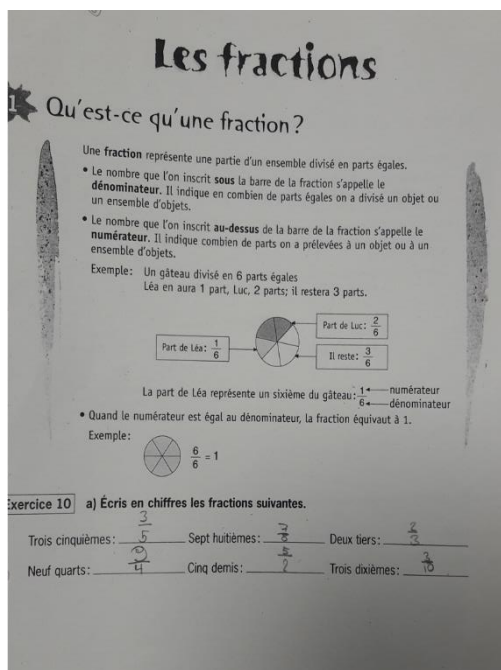 Les fractions
1 Qu'est-ce qu'une fraction?
Une fraction représente une partie d'un ensemble divisé en parts égales.
• Le nombre que l'on inscrit sous la barre de la fraction s'appelle le
dénominateur. Il indique en combien de parts égales on a divisé un objet ou
un ensemble d'objets.
• Le nombre que l'on inscrit au-dessus de la barre de la fraction s'appelle le
numérateur. Il indique combien de parts on a prélevées à un objet ou à un
ensemble d'objets.
Exemple: Un gâteau divisé en 6 parts égales
Léa en aura 1 part, Luc, 2 parts; il restera 3 parts.
Part de Luc: 2/6
Part de Léa: 1/6
Il reste: 3/6
La part de Léa représente un sixième du gâteau: 1/6 numérateur
dénominateur
• Quand le numérateur est égal au dénominateur, la fraction équivaut à 1.
Exemple:
6/6 = 1
Exercice 10 a) Écris en chiffres les fractions suivantes.
Trois cinquièmes: 3/5 Sept huitièmes: 7/8 Deux tiers: 2/3
Neuf quarts: 9/4 Cinq demis: 5/2 Trois dixièmes: 3/10